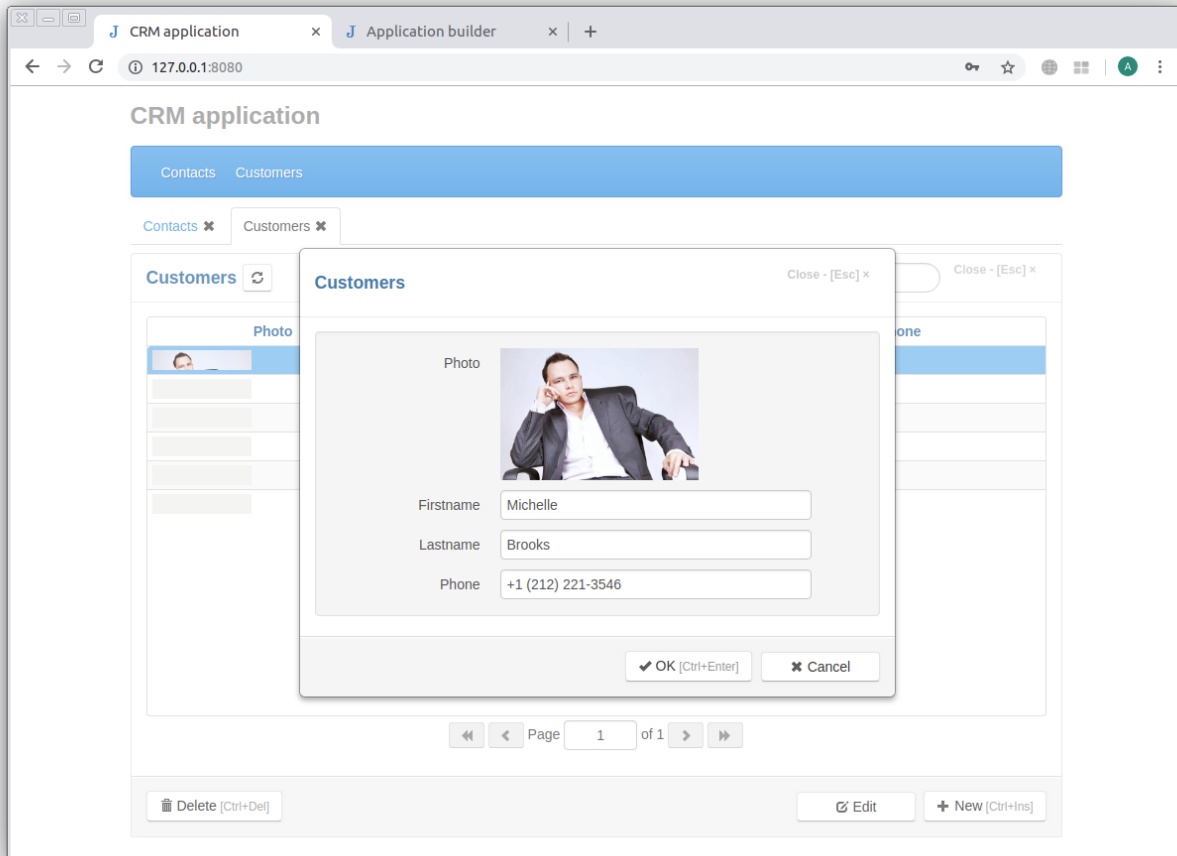 CRM application
Application builder
127.0.0.1:8080
A
CRM application
Contacts Customers
Contacts Customers
Customers
Close - [Esc] ×
Photo
Customers
Close - [Esc] ×
Photo
Firstname Michelle
Lastname Brooks
Phone +1 (212) 221-3546
OK [Ctrl+Enter] Cancel
Page 1 of 1
Delete [Ctrl+Del] Edit New [Ctrl+Ins]